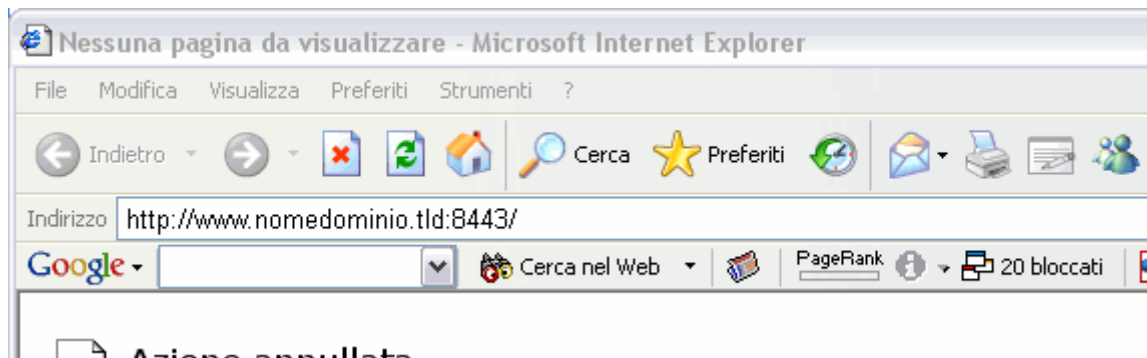 Nessuna pagina da visualizzare - Microsoft Internet Explorer
File Modifica Visualizza Preferiti Strumenti ?
Indietro Cerca Preferiti
Indirizzo http://www.nomedominio.tld:8443/
Google Cerca nel Web PageRank 20 bloccati
Azione annullata